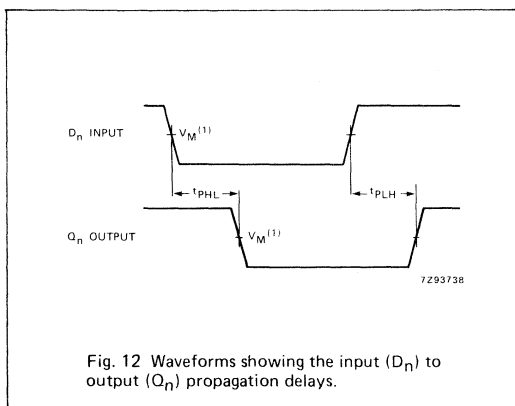 Dn INPUT
VM(1)
tPHL
tPLH
Qn OUTPUT
VM(1)
7Z93738
Fig. 12 Waveforms showing the input (Dn) to
output (Qn) propagation delays.